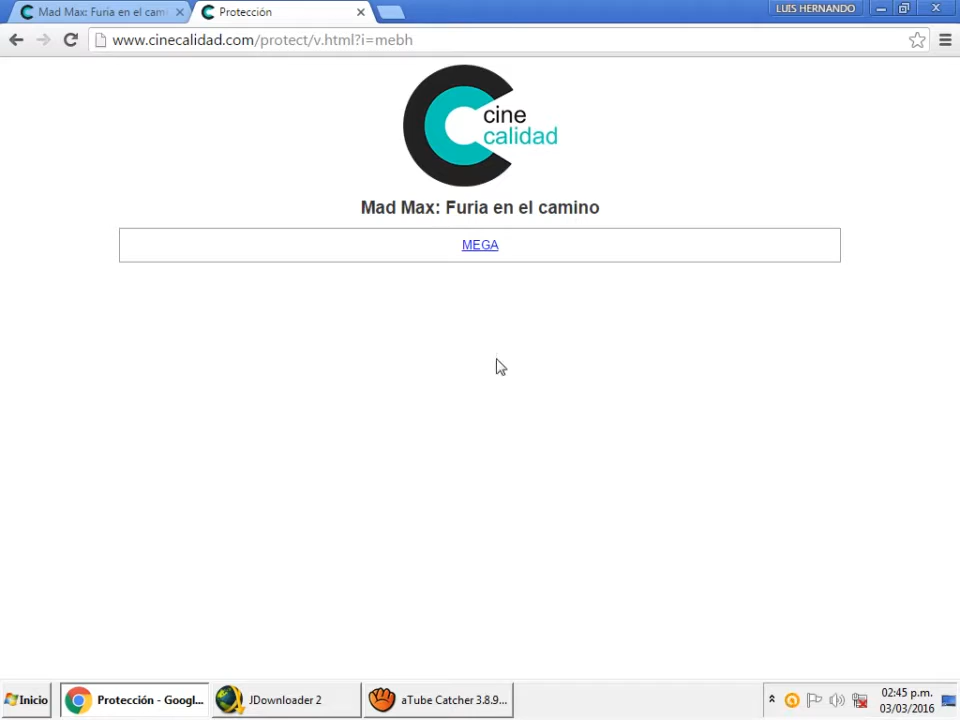 Mad Max: Furia en el cami
Protección
LUIS HERNANDO
www.cinecalidad.com/protect/v.html?i=mebh
cine
calidad
Mad Max: Furia en el camino
MEGA
Inicio
Protección - Googl...
JDownloader 2
aTube Catcher 3.8.9...
02:45 p.m.
03/03/2016